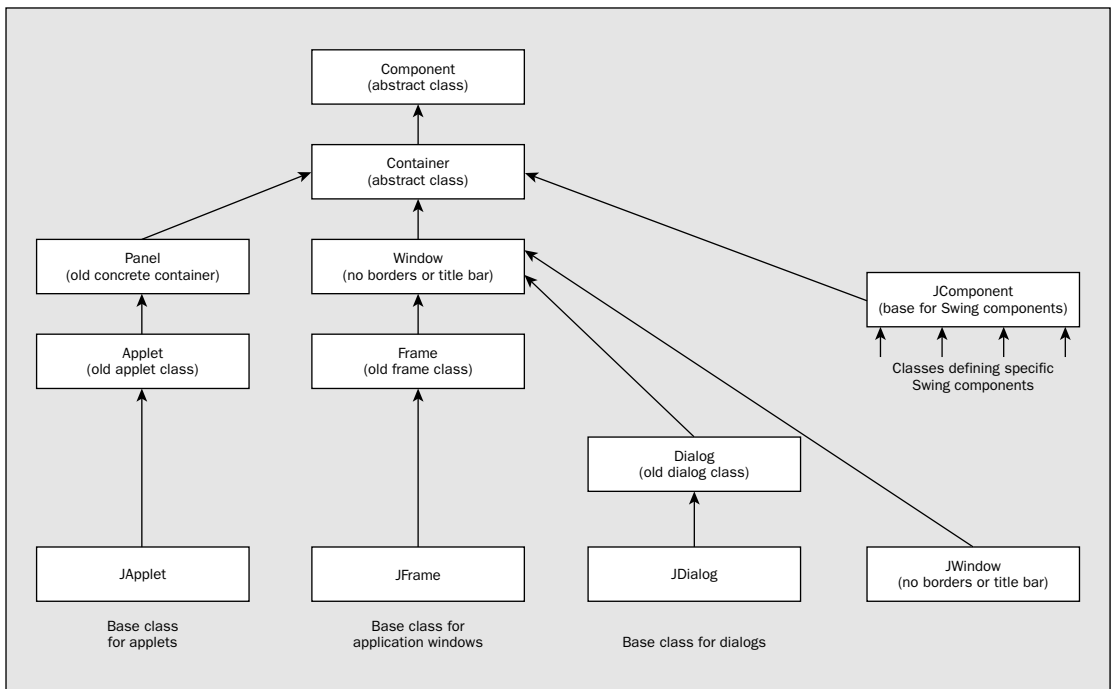 Component
(abstract class)
Container
(abstract class)
Panel
(old concrete container)
Window
(no borders or title bar)
JComponent
(base for Swing components)
Applet
(old applet class)
Frame
(old frame class)
Classes defining specific
Swing components
Dialog
(old dialog class)
JApplet
JFrame
JDialog
JWindow
(no borders or title bar)
Base class
for applets
Base class for
application windows
Base class for dialogs